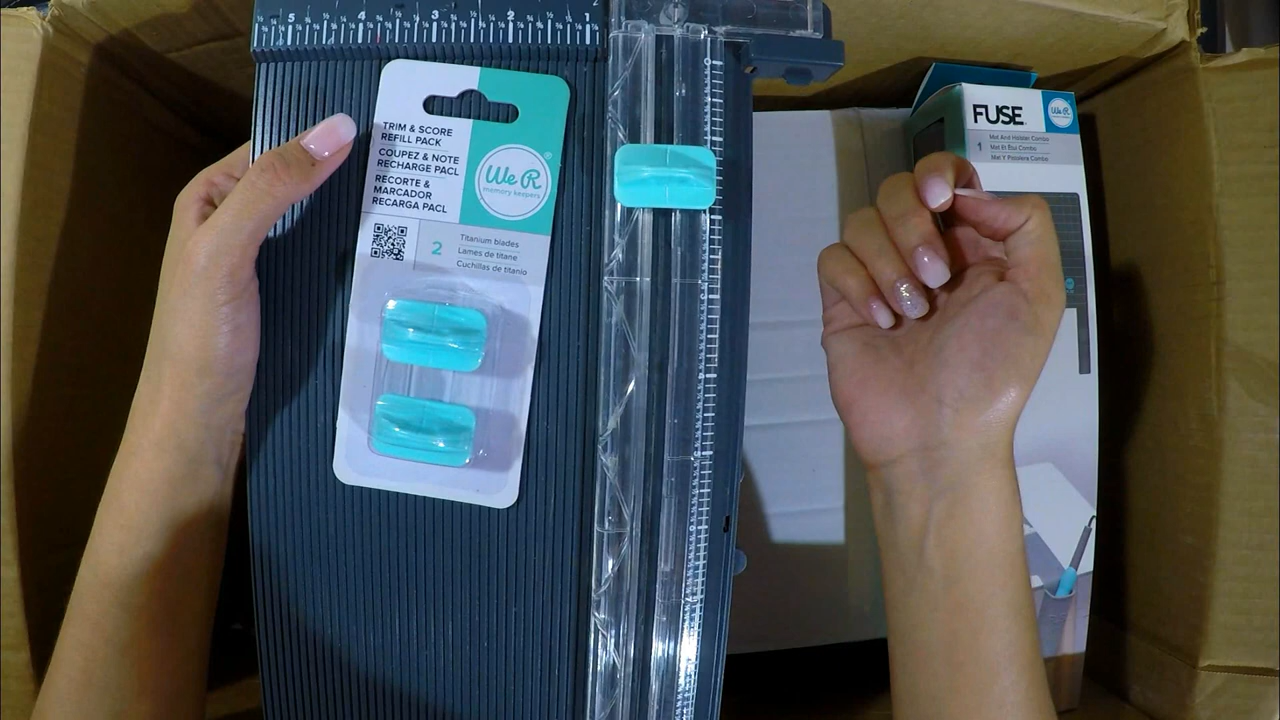 5 4 3 2 1
TRIM & SCORE
REFILL PACK
COUPEZ & NOTE
RECHARGE PACL
RECORTE &
MARCADOR
RECARGA PACL
We R
memory keepers
2
Titanium blades
Lames de titane
Cuchillas de titanio
0
FUSE
We R
1
Mat And Holster Combo
Mat Et Étui Combo
Mat Y Pistolera Combo